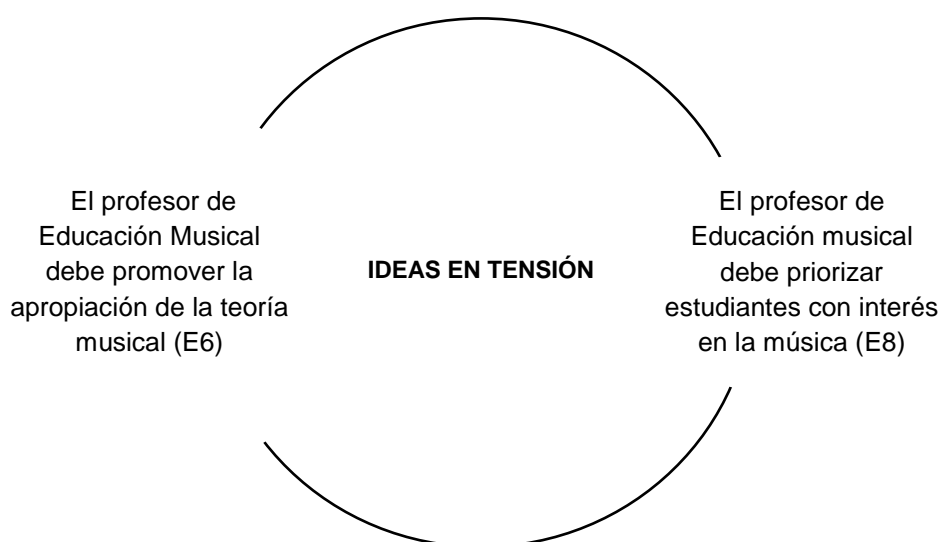 El profesor de
Educación Musical
debe promover la
apropiación de la teoría
musical (E6)
IDEAS EN TENSIÓN
El profesor de
Educación musical
debe priorizar
estudiantes con interés
en la música (E8)